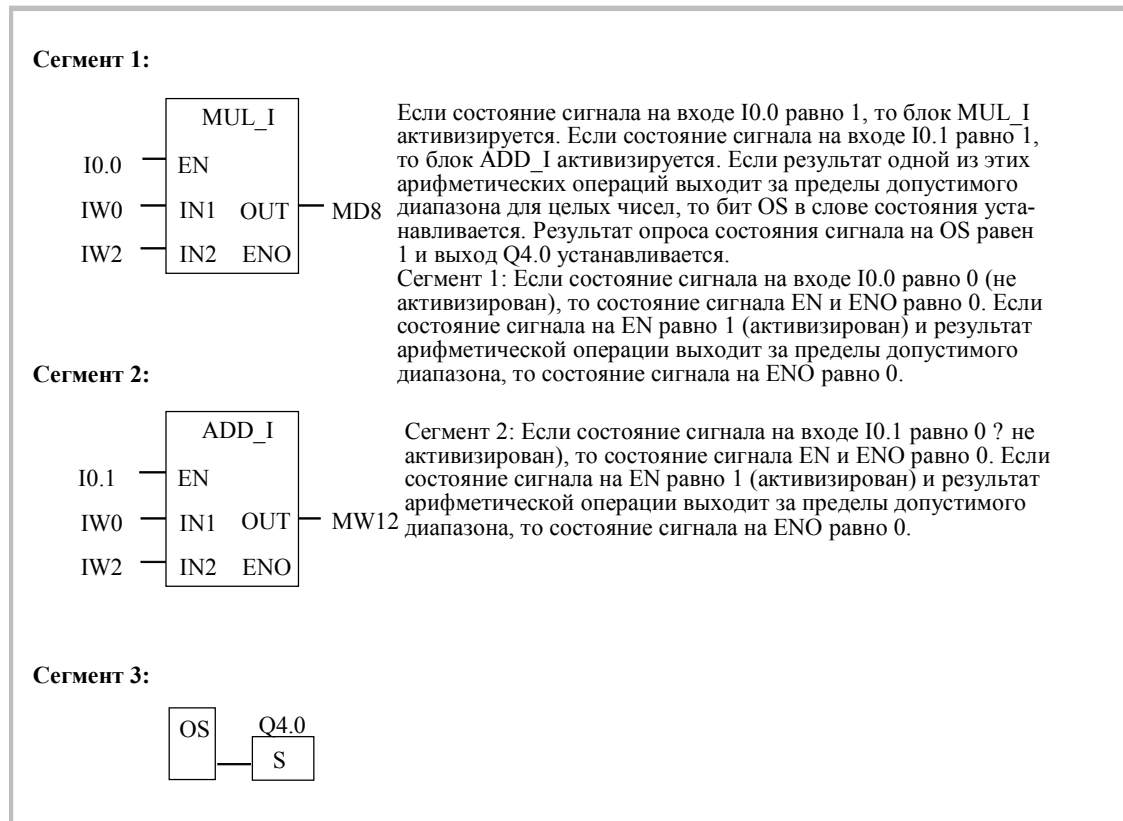 Сегмент 1:
MUL_I
I0.0
EN
IW0
IN1
OUT
MD8
IW2
IN2
ENO
Если состояние сигнала на входе I0.0 равно 1, то блок MUL_I
активизируется. Если состояние сигнала на входе I0.1 равно 1,
то блок ADD_I активизируется. Если результат одной из этих
арифметических операций выходит за пределы допустимого
диапазона для целых чисел, то бит OS в слове состояния уста-
навливается. Результат опроса состояния сигнала на OS равен
1 и выход Q4.0 устанавливается.
Сегмент 1: Если состояние сигнала на входе I0.0 равно 0 (не
активизирован), то состояние сигнала EN и ENO равно 0. Если
состояние сигнала на EN равно 1 (активизирован) и результат
арифметической операции выходит за пределы допустимого
диапазона, то состояние сигнала на ENO равно 0.
Сегмент 2:
ADD_I
I0.1
EN
IW0
IN1
OUT
MW12
IW2
IN2
ENO
Сегмент 2: Если состояние сигнала на входе I0.1 равно 0 ? не
активизирован), то состояние сигнала EN и ENO равно 0. Если
состояние сигнала на EN равно 1 (активизирован) и результат
арифметической операции выходит за пределы допустимого
диапазона, то состояние сигнала на ENO равно 0.
Сегмент 3:
OS
Q4.0
S